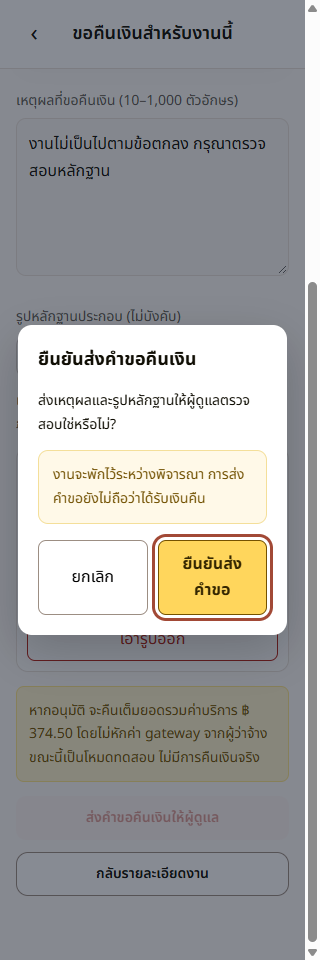 ขอคืนเงินสำหรับงานนี้
เหตุผลที่ขอคืนเงิน (10–1,000 ตัวอักษร)
งานไม่เป็นไปตามข้อตกลง กรุณาตรวจ
สอบหลักฐาน
รูปหลักฐานประกอบ (ไม่บังคับ)
ยืนยันส่งคำขอคืนเงิน
ส่งเหตุผลและรูปหลักฐานให้ผู้ดูแลตรวจ
สอบใช่หรือไม่?
งานจะพักไว้ระหว่างพิจารณา การส่ง
คำขอยังไม่ถือว่าได้รับเงินคืน
ยกเลิก
ยืนยันส่ง
คำขอ
เอารูปออก
หากอนุมัติ จะคืนเต็มยอดรวมค่าบริการ ฿
374.50 โดยไม่หักค่า gateway จากผู้ว่าจ้าง
ขณะนี้เป็นโหมดทดสอบ ไม่มีการคืนเงินจริง
ส่งคำขอคืนเงินให้ผู้ดูแล
กลับรายละเอียดงาน